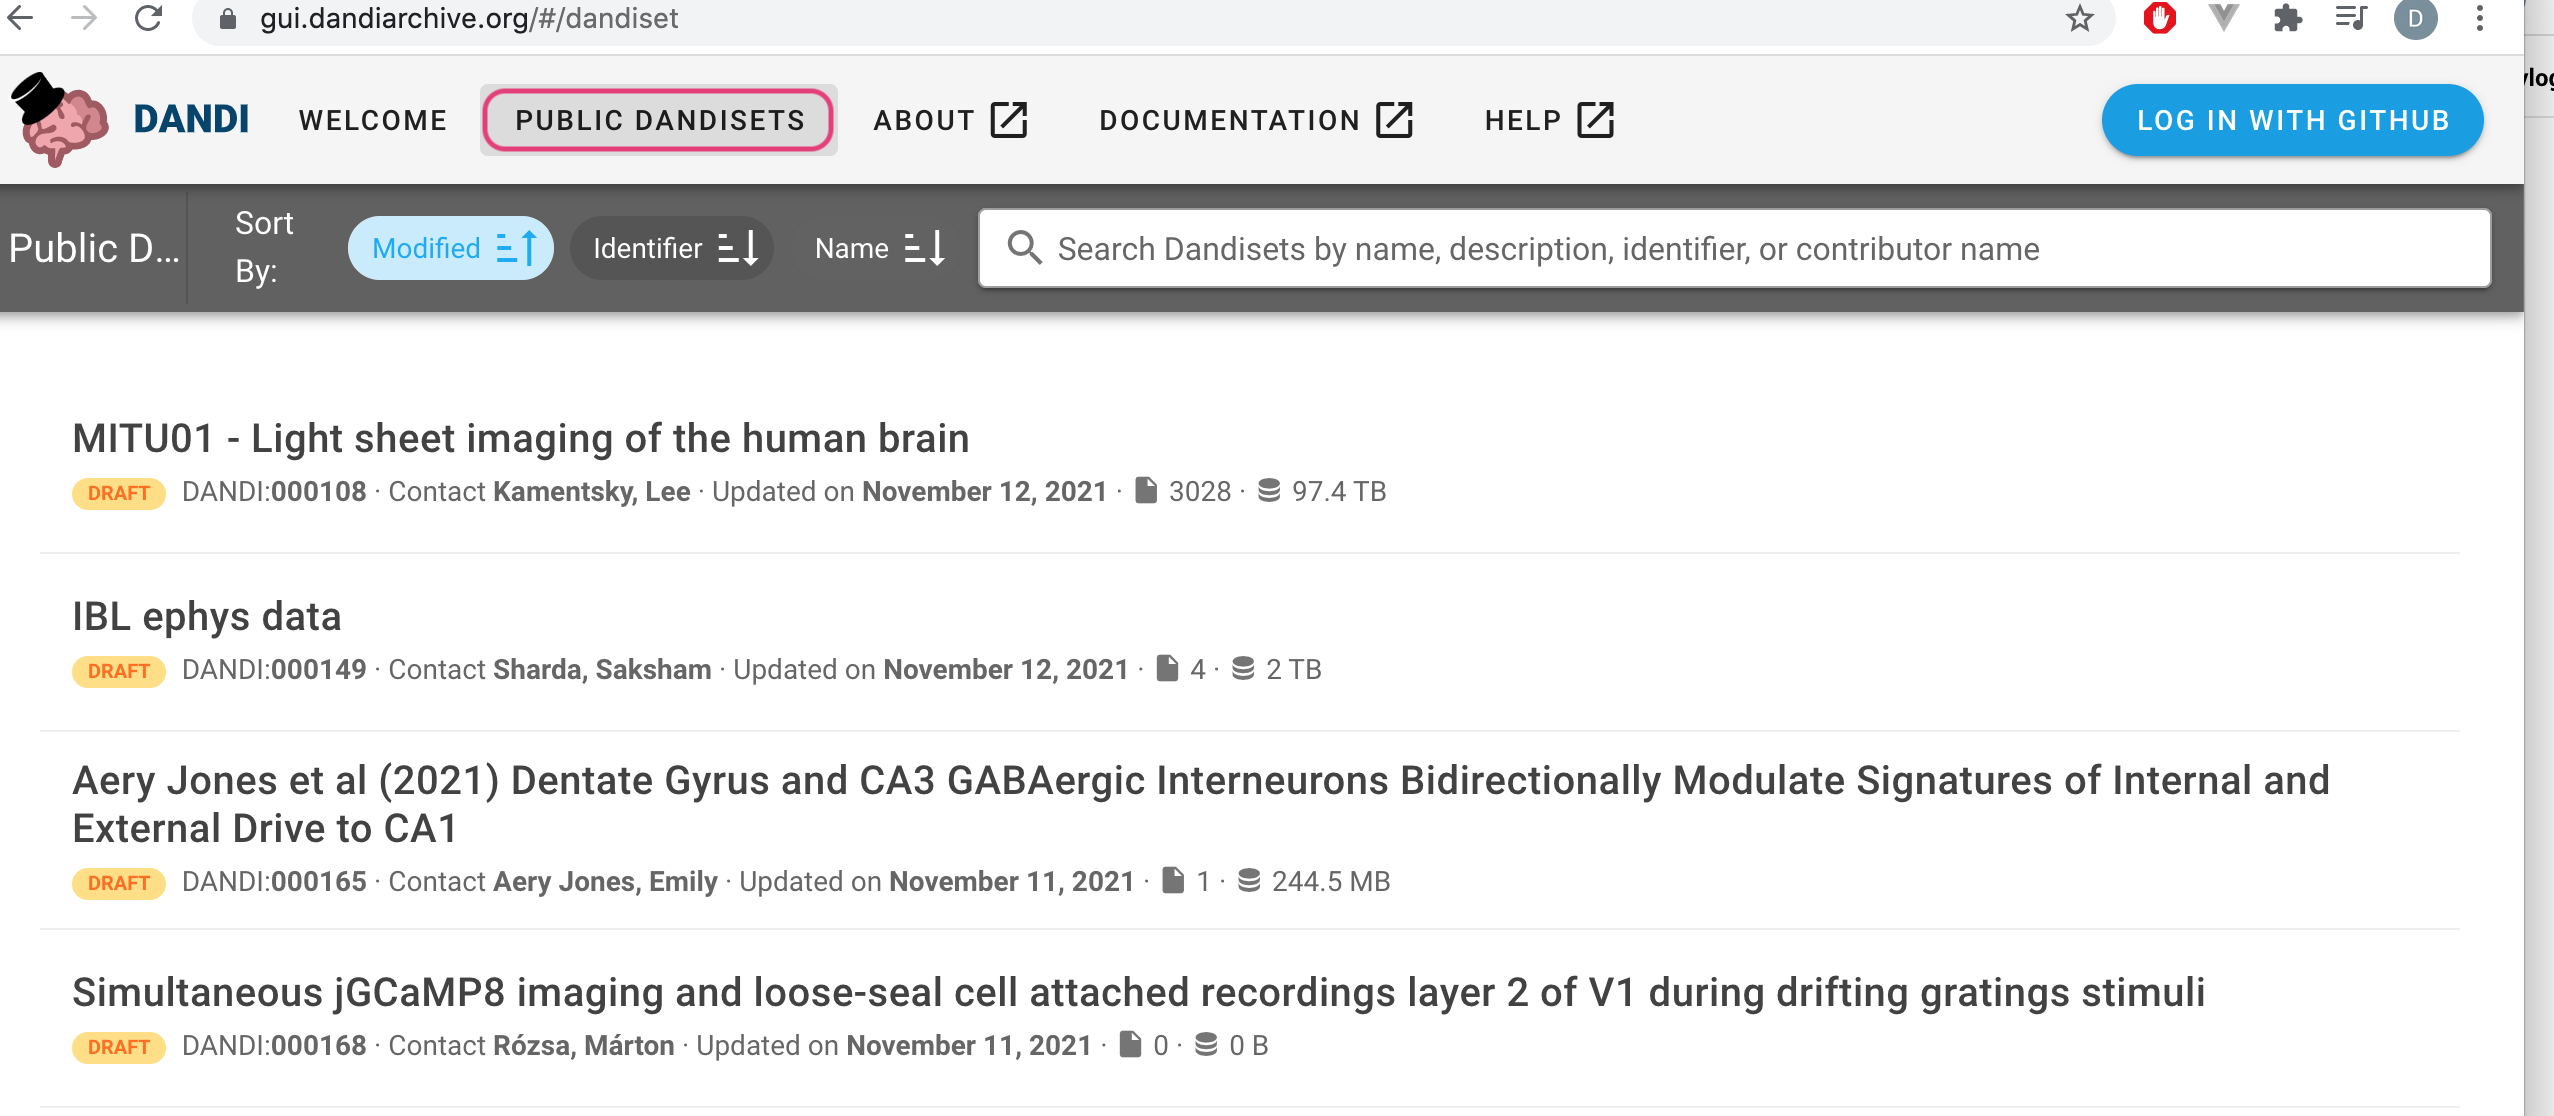 gui.dandiarchive.org/#/dandiset
D
DANDI
WELCOME
PUBLIC DANDISETS
ABOUT
DOCUMENTATION
HELP
LOG IN WITH GITHUB
Public D...
Sort By:
Modified
Identifier
Name
Search Dandisets by name, description, identifier, or contributor name
MITU01 - Light sheet imaging of the human brain
DRAFT DANDI:000108 · Contact Kamentsky, Lee · Updated on November 12, 2021 · 3028 · 97.4 TB
IBL ephys data
DRAFT DANDI:000149 · Contact Sharda, Saksham · Updated on November 12, 2021 · 4 · 2 TB
Aery Jones et al (2021) Dentate Gyrus and CA3 GABAergic Interneurons Bidirectionally Modulate Signatures of Internal and
External Drive to CA1
DRAFT DANDI:000165 · Contact Aery Jones, Emily · Updated on November 11, 2021 · 1 · 244.5 MB
Simultaneous jGCaMP8 imaging and loose-seal cell attached recordings layer 2 of V1 during drifting gratings stimuli
DRAFT DANDI:000168 · Contact Rózsa, Márton · Updated on November 11, 2021 · 0 · 0 B